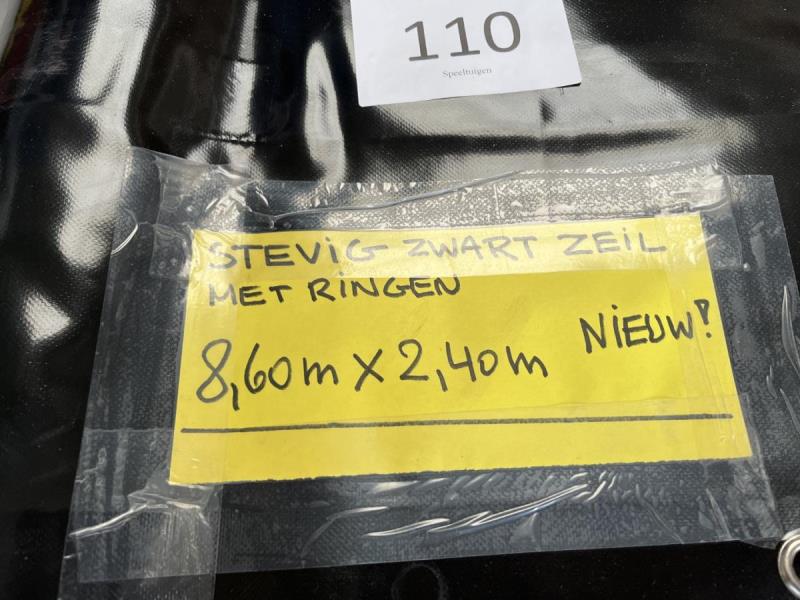 110
Speeltuigen
STEVIG ZWART ZEIL
MET RINGEN
NIEUW!
8,60m x 2,40m